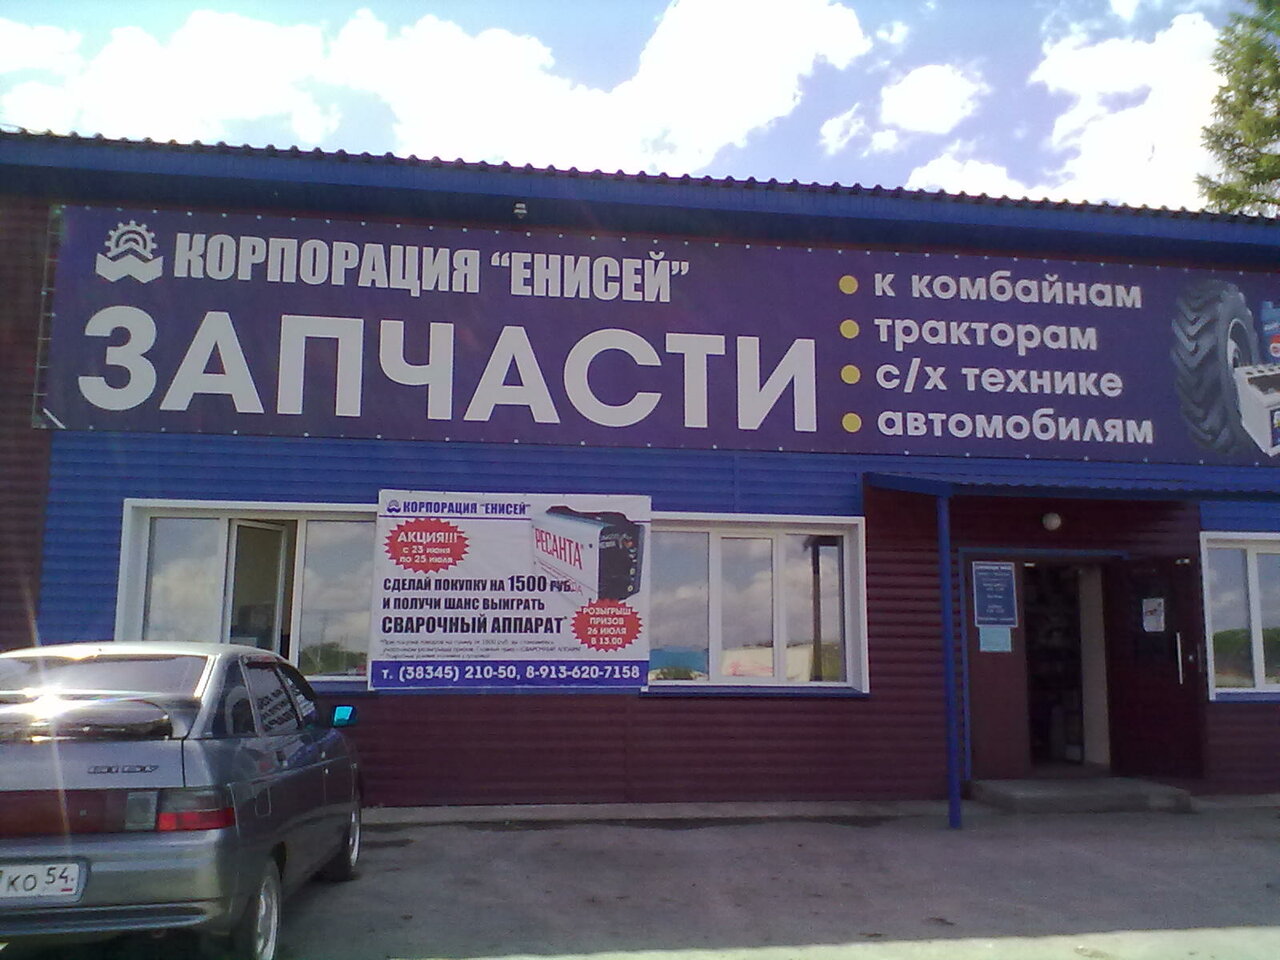 КОРПОРАЦИЯ "ЕНИСЕЙ"
ЗАПЧАСТИ
к комбайнам
тракторам
с/х технике
автомобилям
КОРПОРАЦИЯ "ЕНИСЕЙ"
АКЦИЯ!!!
с 23 июня
по 25 июля
РЕСАНТА
СДЕЛАЙ ПОКУПКУ НА 1500 РУБ.
И ПОЛУЧИ ШАНС ВЫИГРАТЬ
СВАРОЧНЫЙ АППАРАТ*
РОЗЫГРЫШ
ПРИЗОВ
26 ИЮЛЯ
В 13.00
т. (38345) 210-50, 8-913-620-7158
КО 54